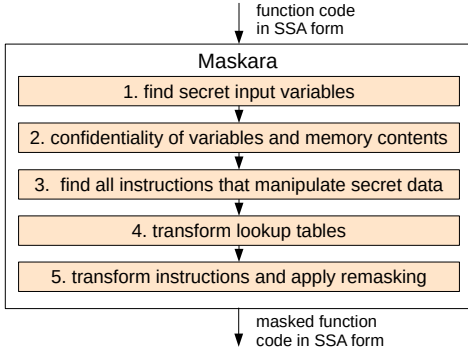 function code
in SSA form
Maskara
1. find secret input variables
2. confidentiality of variables and memory contents
3. find all instructions that manipulate secret data
4. transform lookup tables
5. transform instructions and apply remasking
masked function
code in SSA form